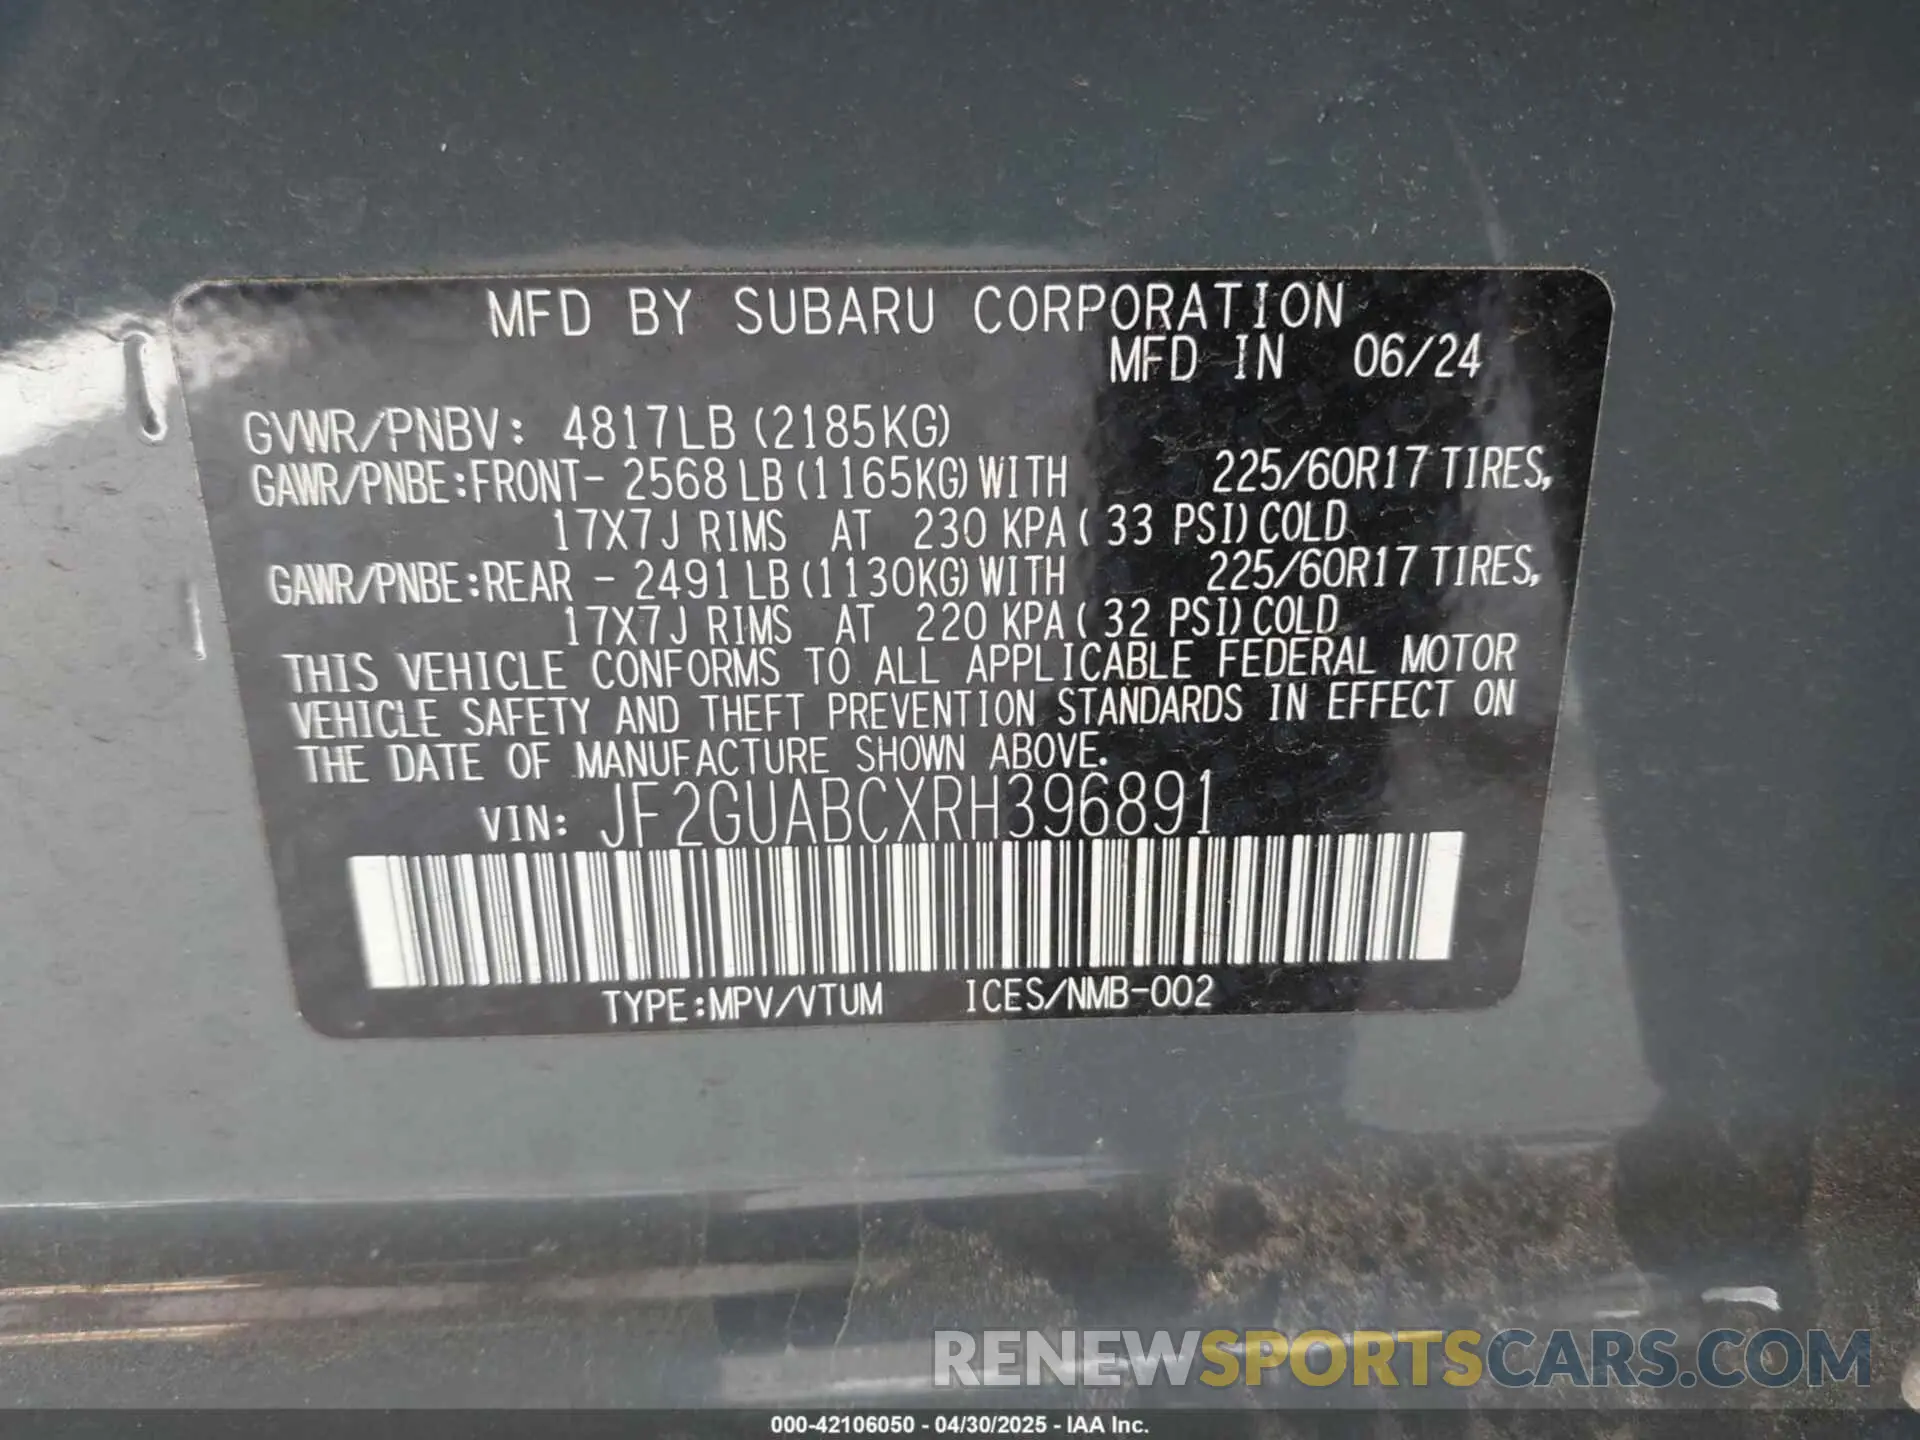 MFD BY SUBARU CORPORATION
MFD IN 06/24
GVWR/PNBV: 4817LB (2185KG)
GAWR/PNBE:FRONT- 2568LB (1165KG) WITH 225/60R17 TIRES,
17X7J RIMS AT 230 KPA ( 33 PSI) COLD
GAWR/PNBE:REAR - 2491LB (1130KG) WITH 225/60R17 TIRES,
17X7J RIMS AT 220 KPA ( 32 PSI) COLD
THIS VEHICLE CONFORMS TO ALL APPLICABLE FEDERAL MOTOR
VEHICLE SAFETY AND THEFT PREVENTION STANDARDS IN EFFECT ON
THE DATE OF MANUFACTURE SHOWN ABOVE.
VIN: JF2GUABCXRH396891
TYPE:MPV/VTUM ICES/NMB-002
RENEWSPORTSCARS.COM
000-42106050 - 04/30/2025 - IAA Inc.